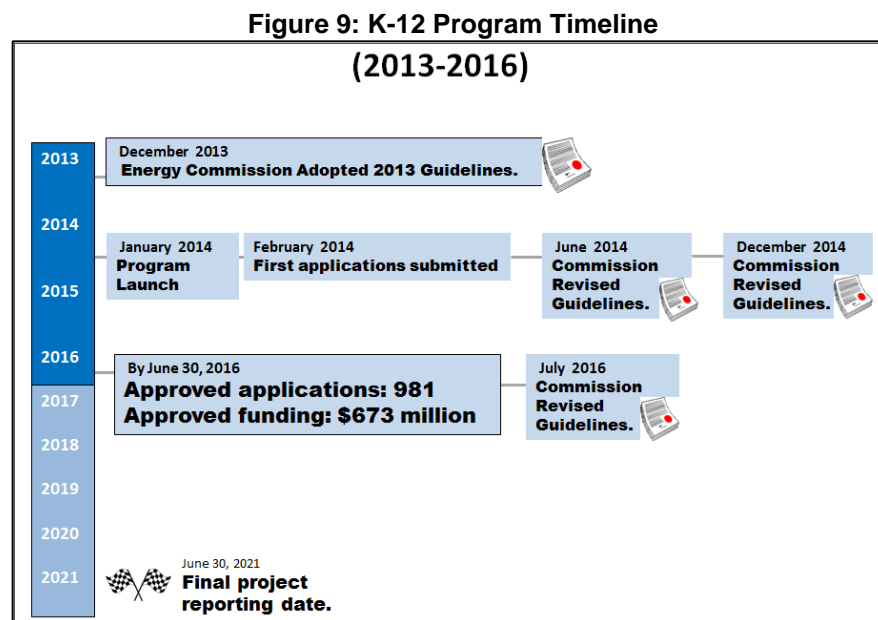 Figure 9: K-12 Program Timeline
(2013-2016)
2013
December 2013
Energy Commission Adopted 2013 Guidelines.
2014
January 2014
Program
Launch
February 2014
First applications submitted
June 2014
Commission
Revised
Guidelines.
December 2014
Commission
Revised
Guidelines.
2015
2016
By June 30, 2016
Approved applications: 981
Approved funding: $673 million
July 2016
Commission
Revised
Guidelines.
2017
2018
2019
2020
2021
June 30, 2021
Final project
reporting date.